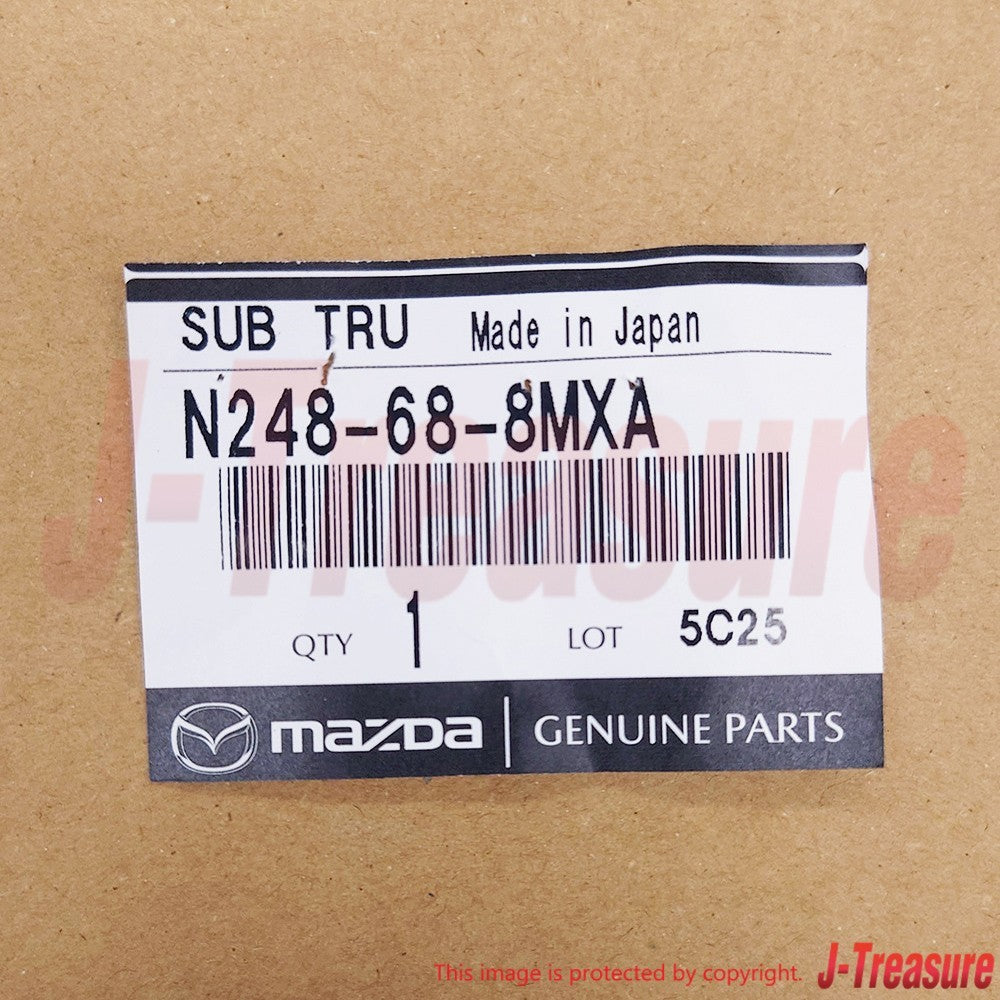 SUB TRU Made in Japan
N248-68-8MXA
J-Treasure
QTY 1 LOT 5C25
mazda | GENUINE PARTS
This image is protected by copyright. J-Treasure